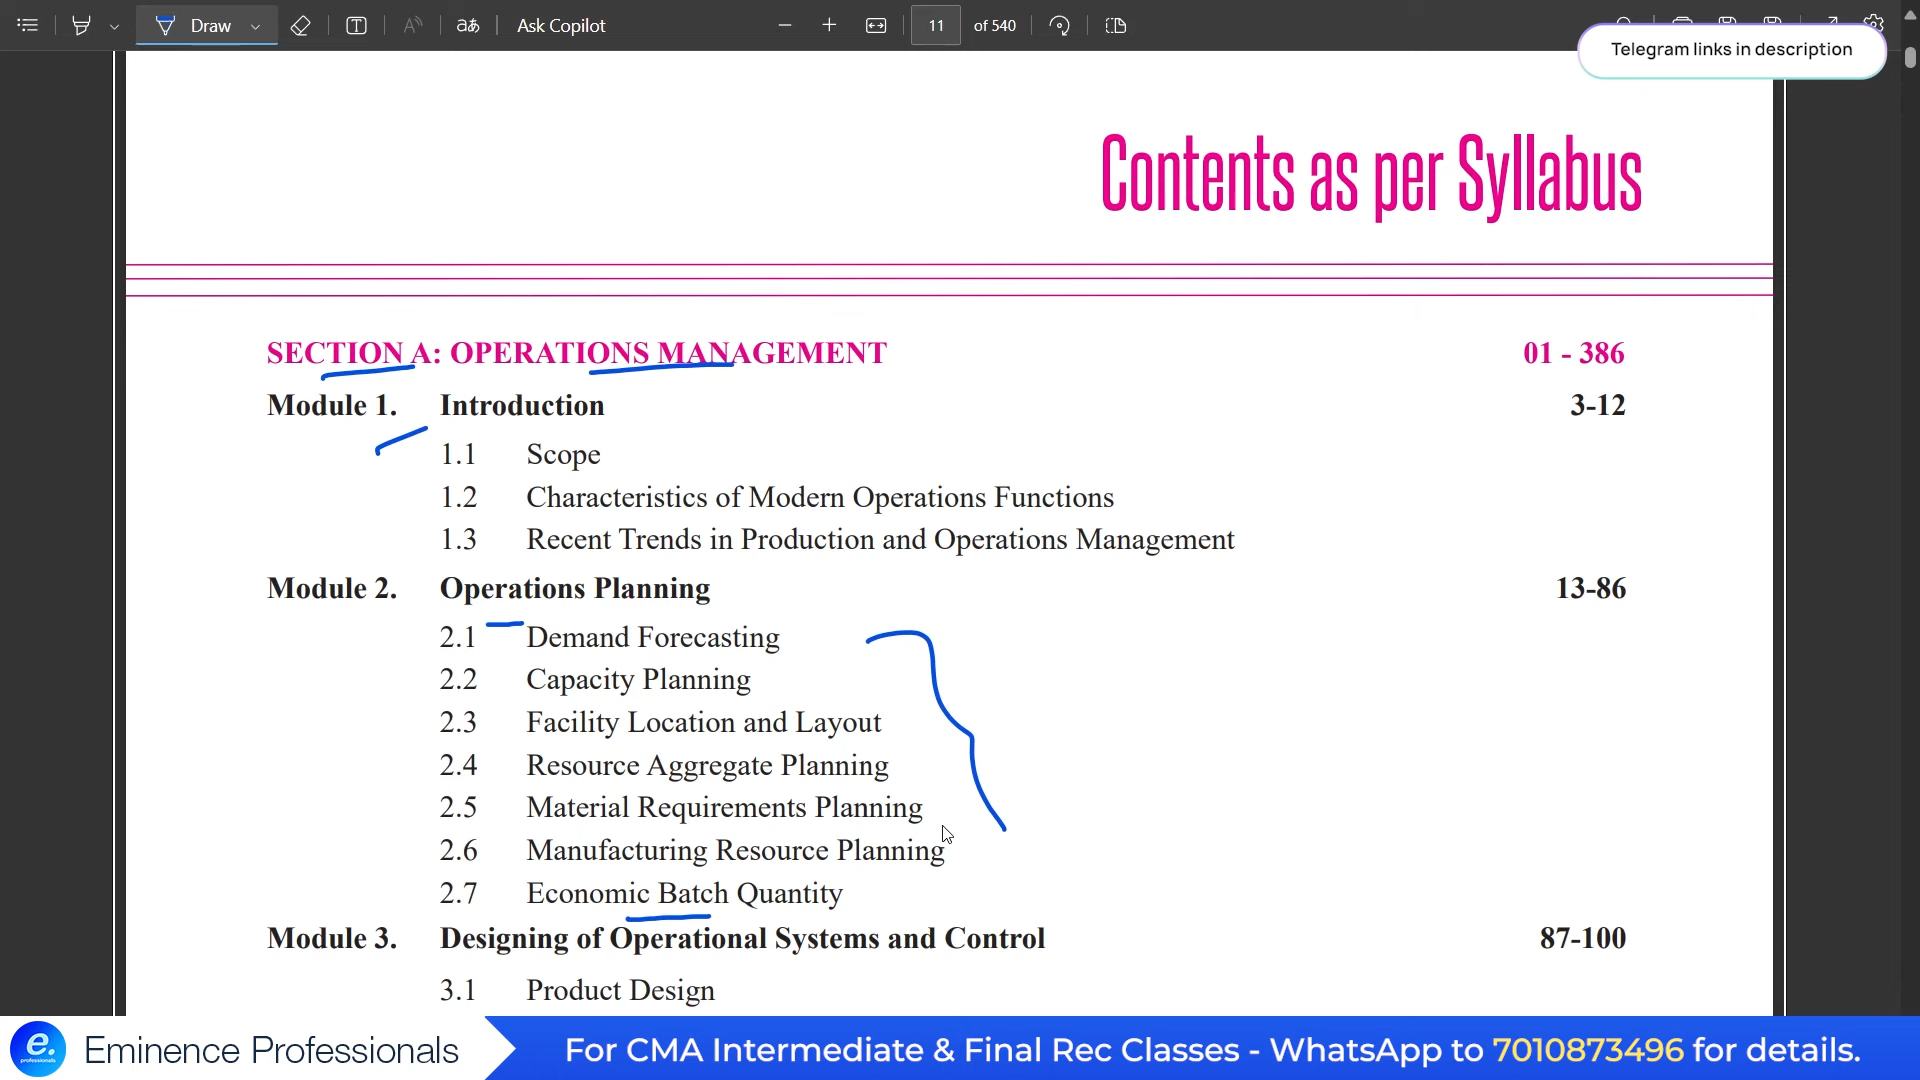 Draw
Ask Copilot
11 of 540
Telegram links in description
Contents as per Syllabus
SECTION A: OPERATIONS MANAGEMENT 01 - 386
Module 1. Introduction 3-12
1.1 Scope
1.2 Characteristics of Modern Operations Functions
1.3 Recent Trends in Production and Operations Management
Module 2. Operations Planning 13-86
2.1 Demand Forecasting
2.2 Capacity Planning
2.3 Facility Location and Layout
2.4 Resource Aggregate Planning
2.5 Material Requirements Planning
2.6 Manufacturing Resource Planning
2.7 Economic Batch Quantity
Module 3. Designing of Operational Systems and Control 87-100
3.1 Product Design
e. professionals
Eminence Professionals
For CMA Intermediate & Final Rec Classes - WhatsApp to 7010873496 for details.